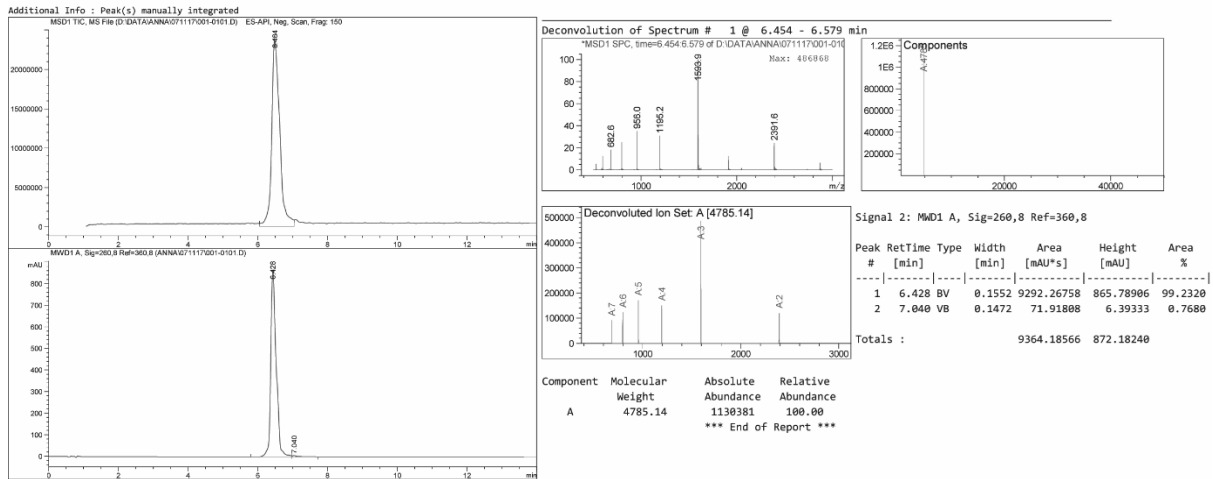 Additional Info : Peak(s) manually integrated
MSD1 TIC, MS File (D:\DATA\ANNA\071117\001-0101.D) ES-API, Neg, Scan, Frag: 150
6.484
20000000
15000000
10000000
5000000
0
2 4 6 8 10 12 min
MWD1 A, Sig=260,8 Ref=360,8 (ANNA\071117\001-0101.D)
mAU
6.428
800
700
600
500
400
300
200
100
0
7.040
2 4 6 8 10 12 min
Deconvolution of Spectrum # 1 @ 6.454 - 6.579 min
*MSD1 SPC, time=6.454:6.579 of D:\DATA\ANNA\071117\001-010
Max: 406868
100
80
60
40
20
0
682.6 956.0 1195.2 1593.9 2391.6
1000 2000 m/z
Components
1.2E6
1E6
800000
600000
400000
200000
20000 40000
Deconvoluted Ion Set: A [4785.14]
500000
400000
300000
200000
100000
0
A:7 A:6 A:5 A:4 A:3 A:2
1000 2000 3000
Component Molecular Weight Absolute Abundance Relative Abundance
A 4785.14 1130381 100.00
*** End of Report ***
Signal 2: MWD1 A, Sig=260,8 Ref=360,8
Peak RetTime Type Width Area Height Area
# [min] [min] [mAU*s] [mAU] %
----|-------|----|-------|----------|----------|--------|
1 6.428 BV 0.1552 9292.26758 865.78906 99.2320
2 7.040 VB 0.1472 71.91808 6.39333 0.7680
Totals : 9364.18566 872.18240